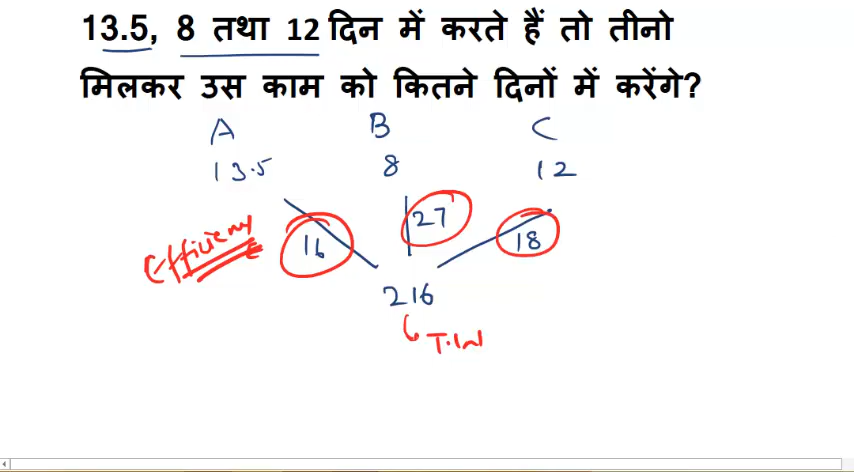 13.5, 8 तथा 12 दिन में करते हैं तो तीनो
मिलकर उस काम को कितने दिनों में करेंगे?
A B C
13.5 8 12
Efficiency 16 27 18
216
T.W